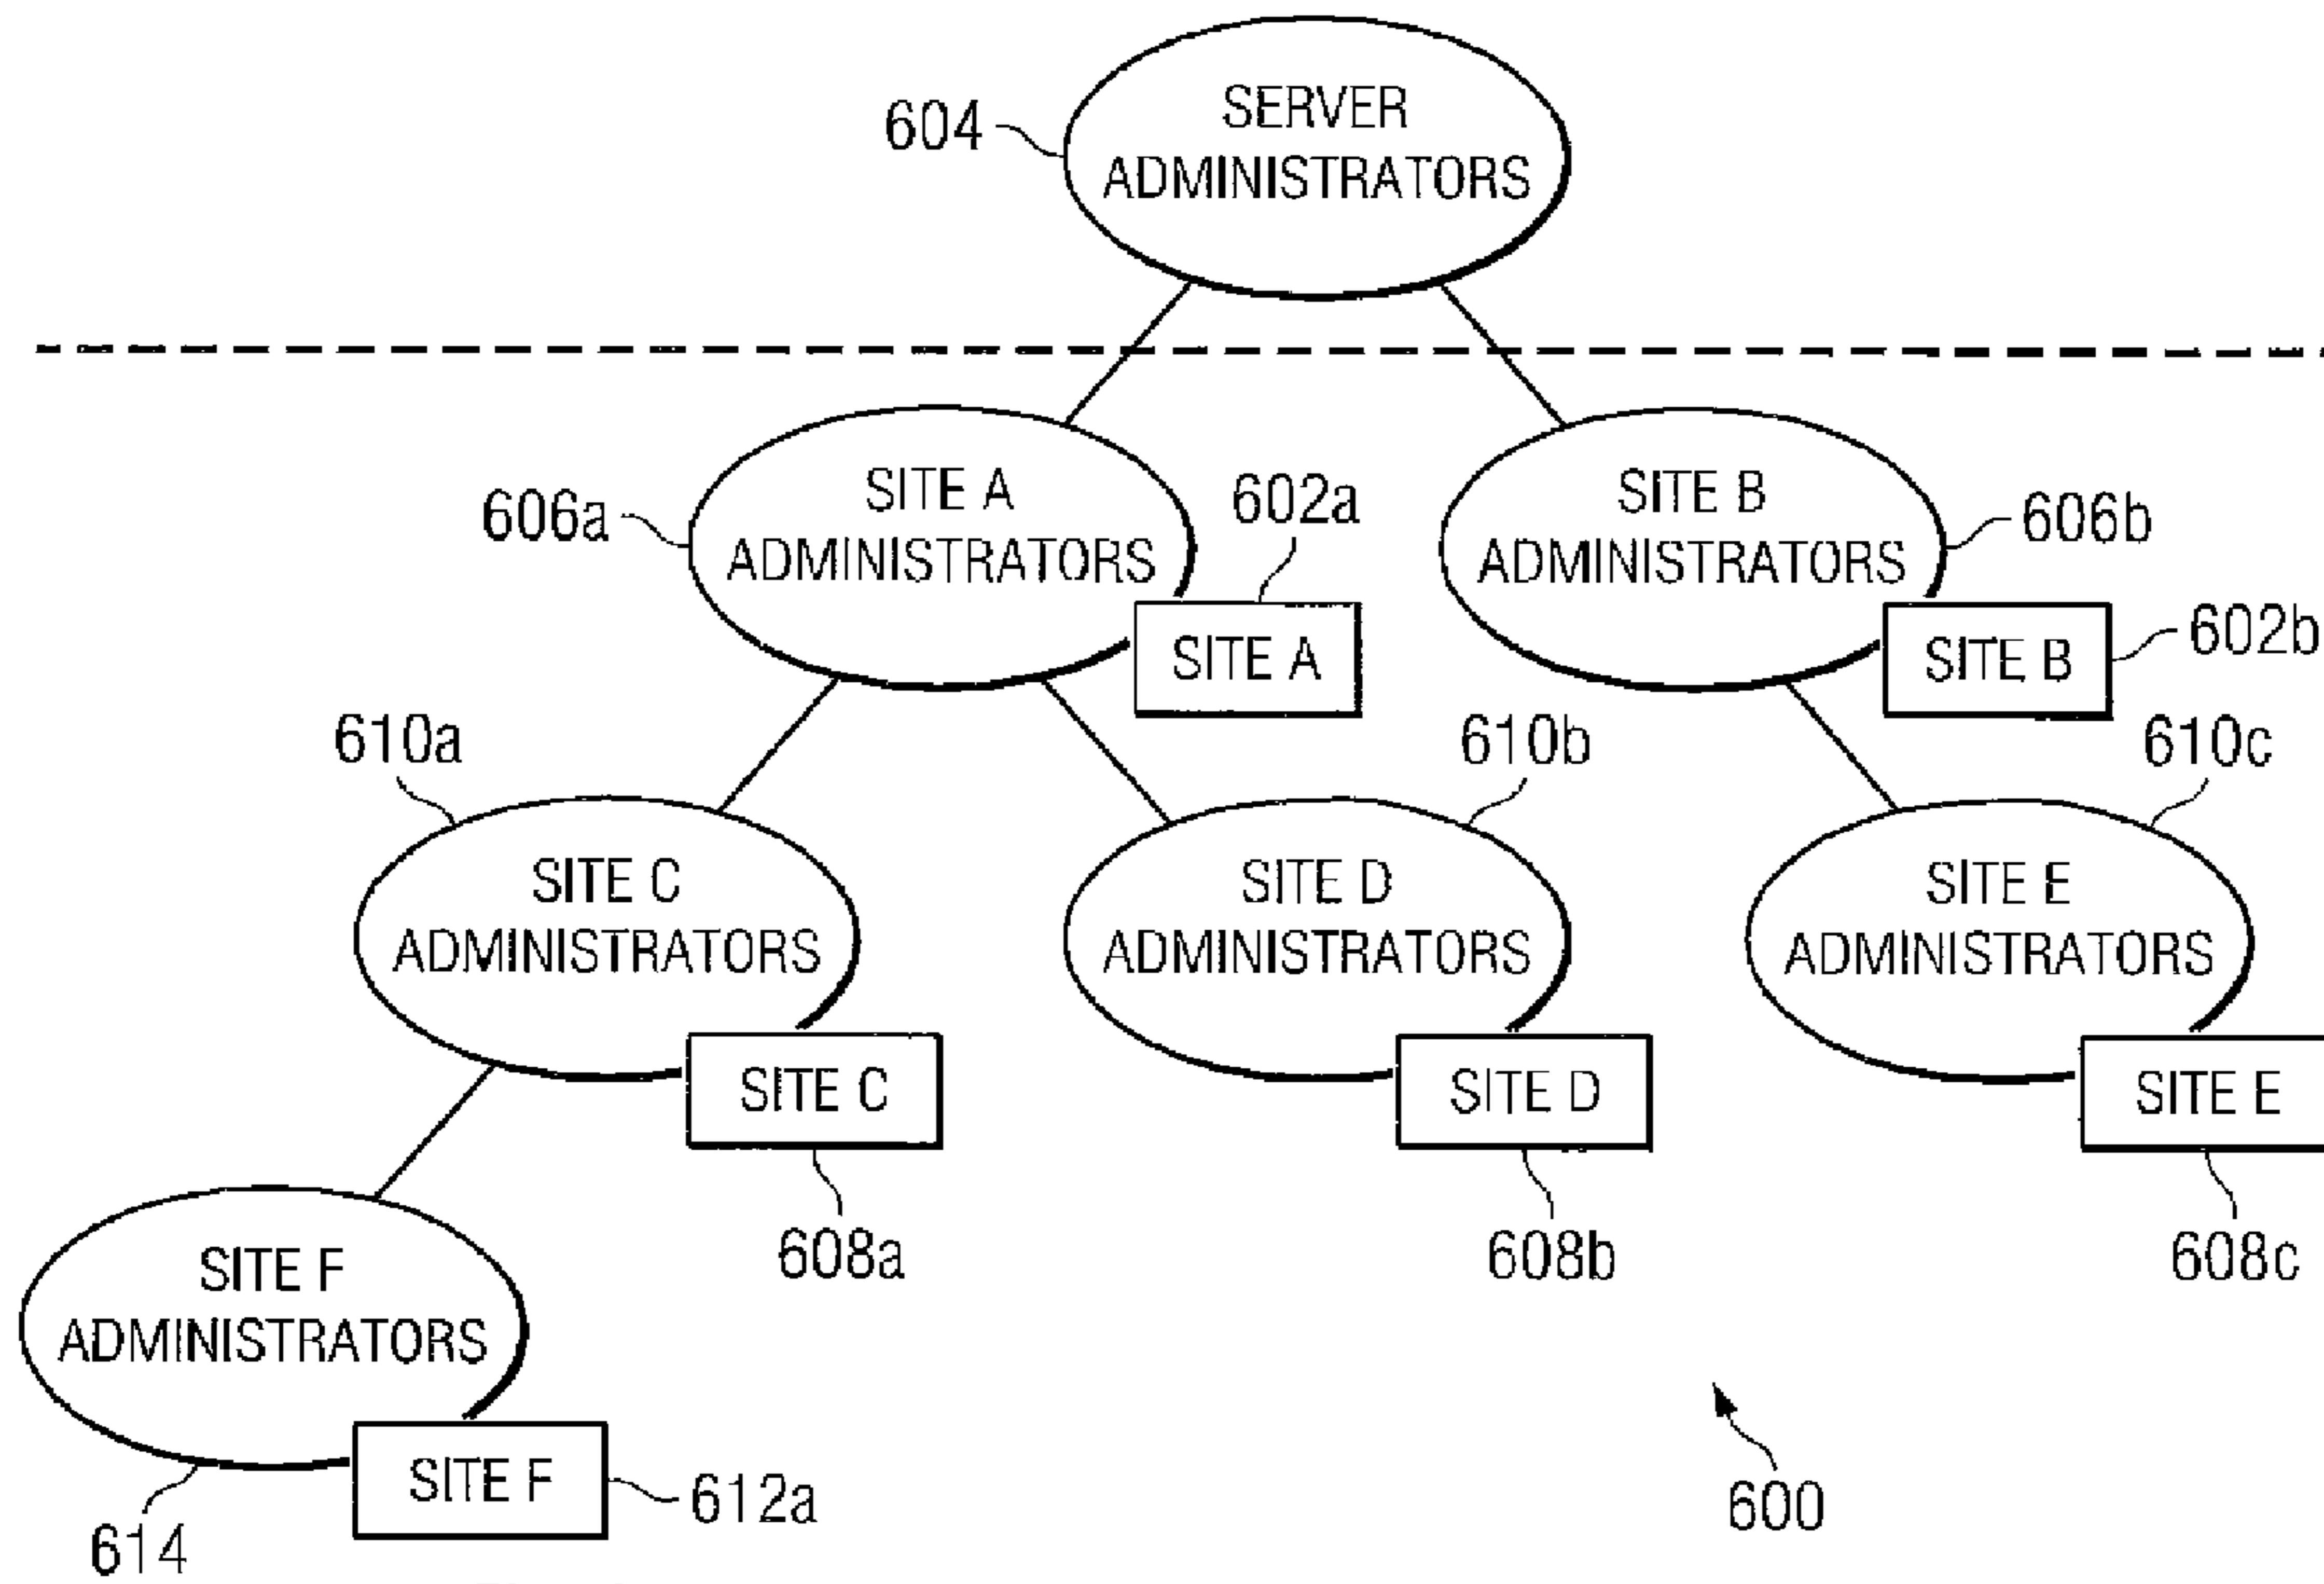 SERVER
ADMINISTRATORS
604
SITE A
ADMINISTRATORS
606a
602a
SITE A
SITE B
ADMINISTRATORS
606b
602b
SITE B
610a
SITE C
ADMINISTRATORS
SITE C
608a
610b
SITE D
ADMINISTRATORS
SITE D
608b
610c
SITE E
ADMINISTRATORS
SITE E
608c
SITE F
ADMINISTRATORS
SITE F
612a
614
600